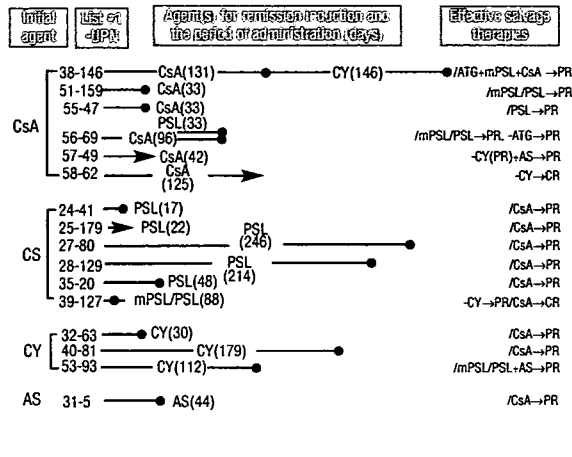 Initial agent
List #1 -UPN
Agent(s) for remission induction and the period of administration (days)
Effective salvage therapies
CsA
38-146 CsA(131) CY(146) /ATG+mPSL+CsA →PR
51-159 CsA(33) /mPSL/PSL→PR
55-47 CsA(33) /PSL→PR
PSL(33)
56-69 CsA(96) /mPSL/PSL→PR, -ATG→PR
57-49 CsA(42) -CY(PR)+AS→PR
58-62 CsA (125) -CY→CR
CS
24-41 PSL(17) /CsA→PR
25-179 PSL(22) /CsA→PR
27-80 PSL (246) /CsA→PR
28-129 PSL (214) /CsA→PR
35-20 PSL(48) /CsA→PR
39-127 mPSL/PSL(88) -CY→PR/CsA→CR
CY
32-63 CY(30) /CsA→PR
40-81 CY(179) /CsA→PR
53-93 CY(112) /mPSL/PSL+AS→PR
AS 31-5 AS(44) /CsA→PR